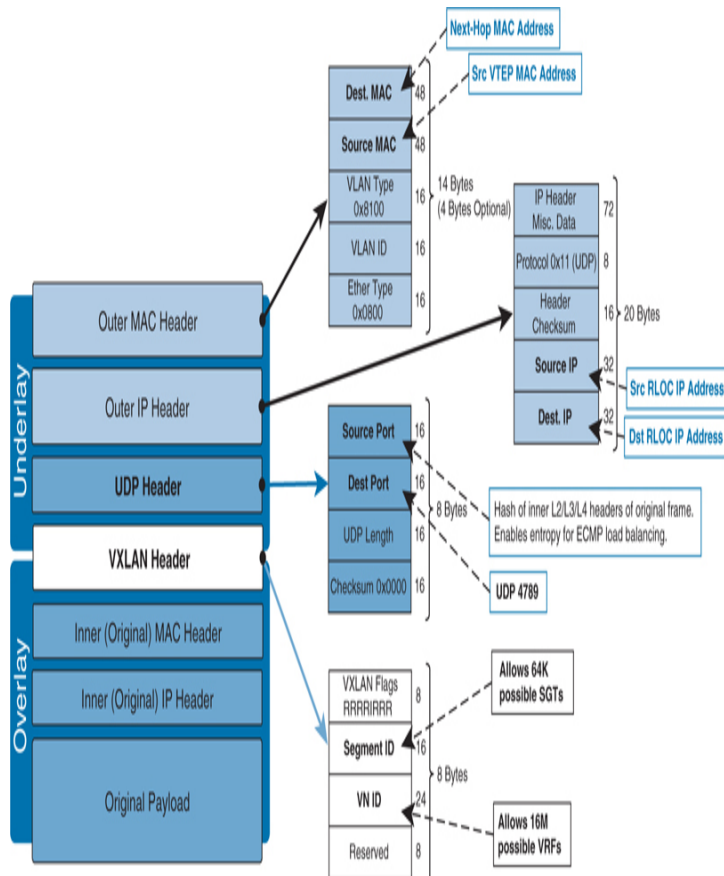 Next-Hop MAC Address
Src VTEP MAC Address
Dest. MAC
48
Source MAC
48
VLAN Type
0x8100
16
VLAN ID
16
Ether Type
0x0800
16
14 Bytes
(4 Bytes Optional)
IP Header
Misc. Data
72
Protocol 0x11 (UDP)
8
Header
Checksum
16
Source IP
32
Dest. IP
32
20 Bytes
Src RLOC IP Address
Dst RLOC IP Address
Underlay
Outer MAC Header
Outer IP Header
UDP Header
VXLAN Header
Overlay
Inner (Original) MAC Header
Inner (Original) IP Header
Original Payload
Source Port
16
Dest Port
16
UDP Length
16
Checksum 0x0000
16
8 Bytes
Hash of inner L2/L3/L4 headers of original frame.
Enables entropy for ECMP load balancing.
UDP 4789
VXLAN Flags
RRRRIRRR
8
Segment ID
16
VN ID
24
Reserved
8
8 Bytes
Allows 64K
possible SGTs
Allows 16M
possible VRFs